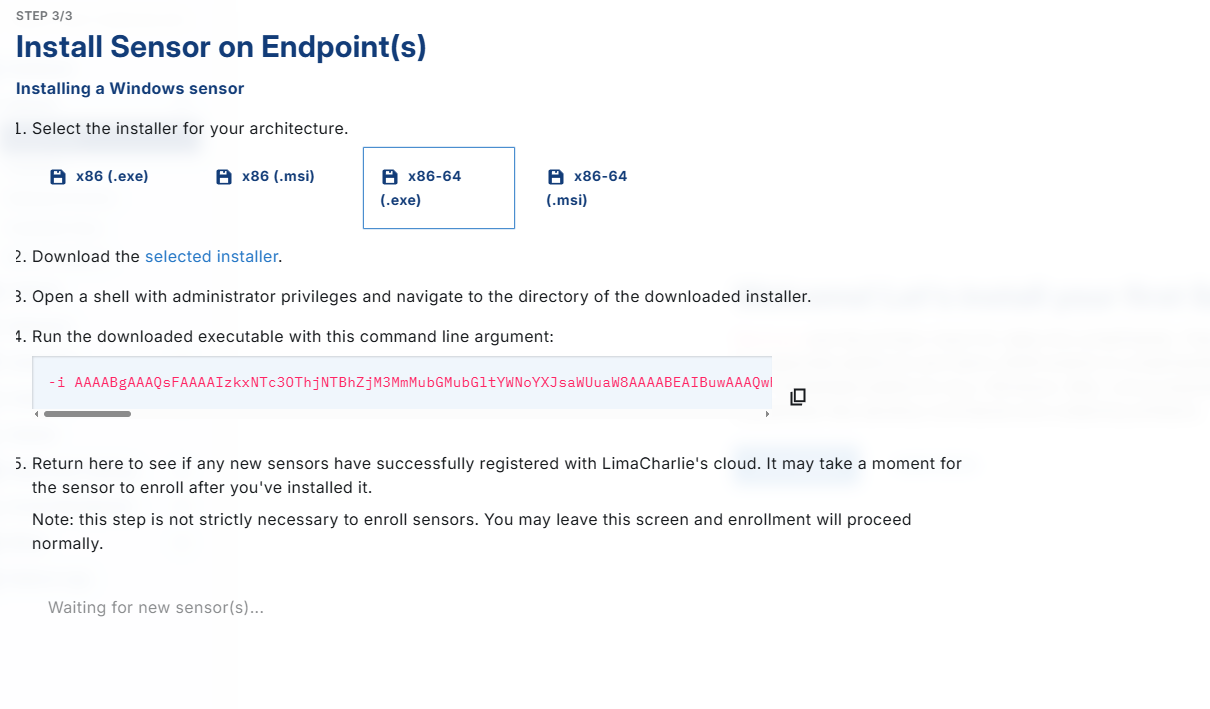 STEP 3/3
Install Sensor on Endpoint(s)
Installing a Windows sensor
1. Select the installer for your architecture.
x86 (.exe)
x86 (.msi)
x86-64 (.exe)
x86-64 (.msi)
2. Download the selected installer.
3. Open a shell with administrator privileges and navigate to the directory of the downloaded installer.
4. Run the downloaded executable with this command line argument:
-i AAAABgAAAQsFAAAAIzkxNTc3OThjNTBhZjM3MmMubGMubGltYWNoYXJsaWUuaW8AAAABEAIBuwAAAQw
5. Return here to see if any new sensors have successfully registered with LimaCharlie's cloud. It may take a moment for
the sensor to enroll after you've installed it.
Note: this step is not strictly necessary to enroll sensors. You may leave this screen and enrollment will proceed
normally.
Waiting for new sensor(s)...